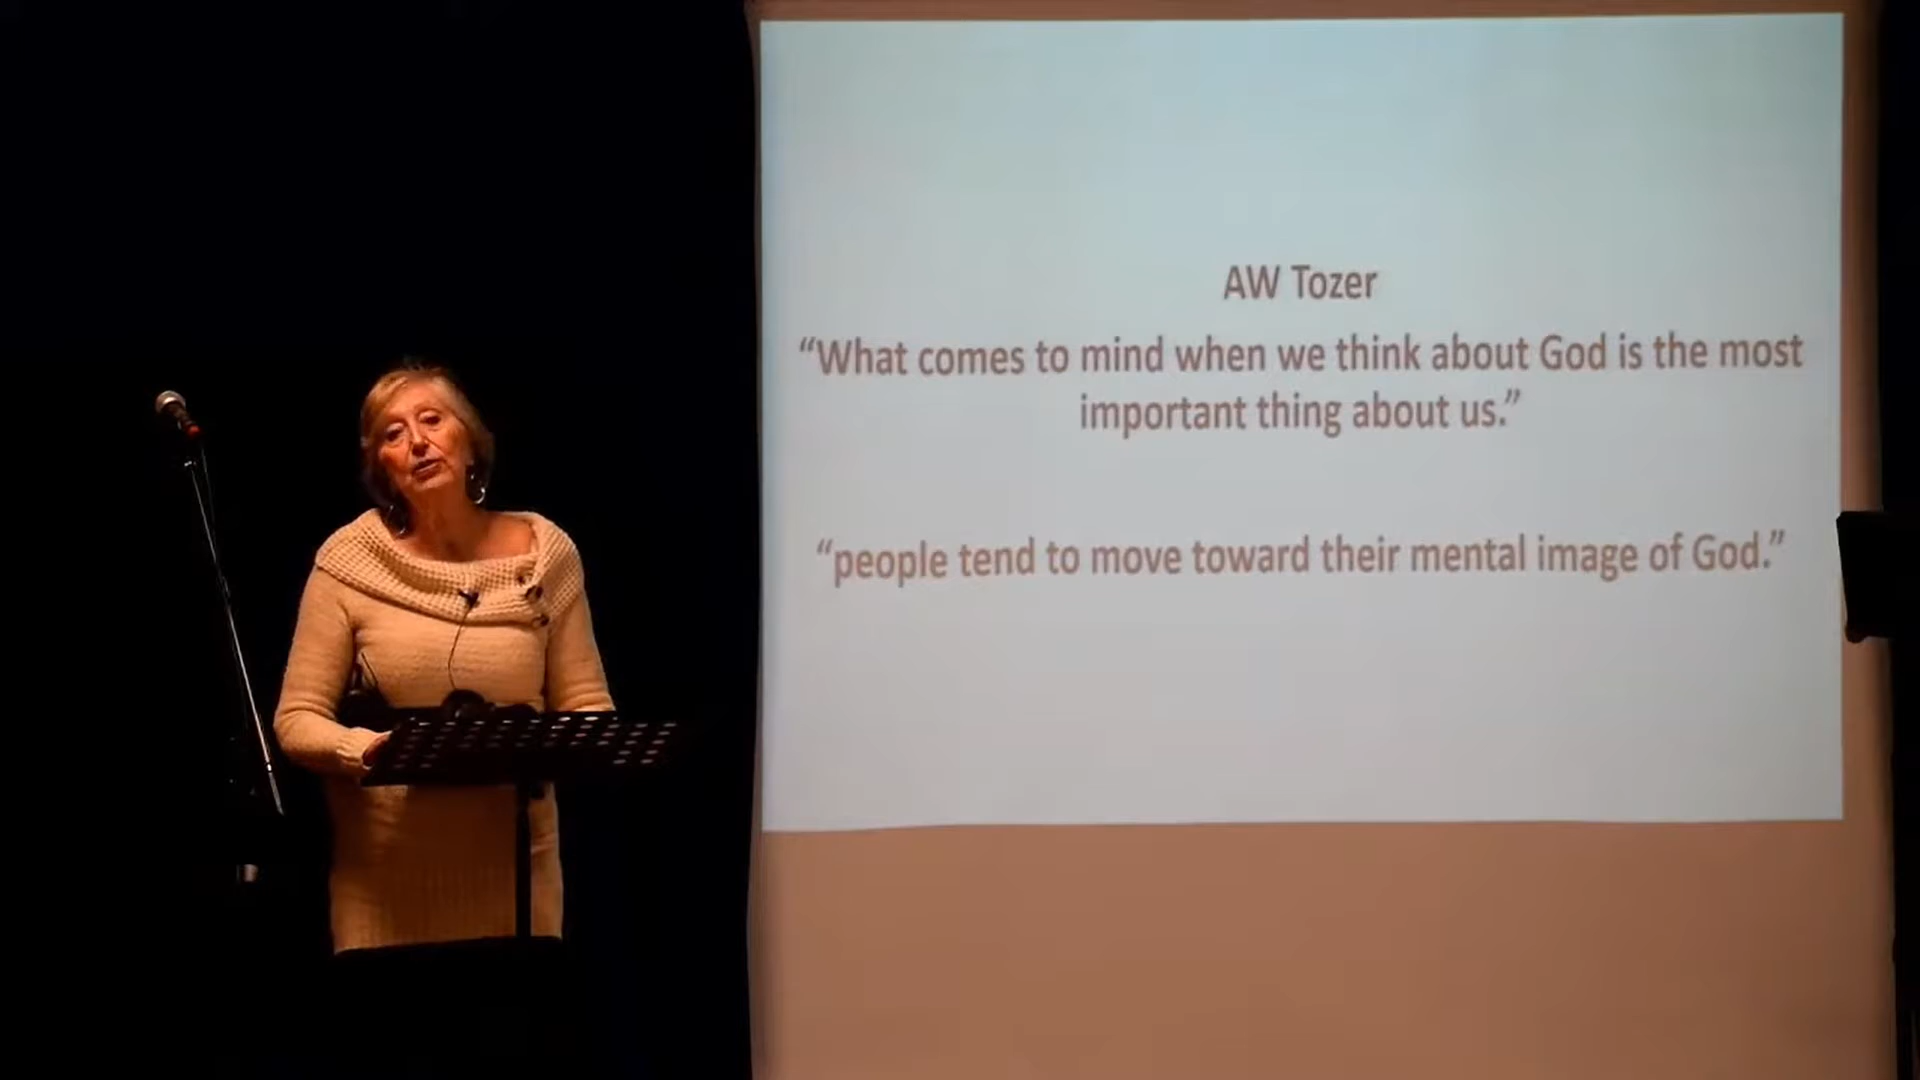 AW Tozer
“What comes to mind when we think about God is the most
important thing about us.”
“people tend to move toward their mental image of God.”